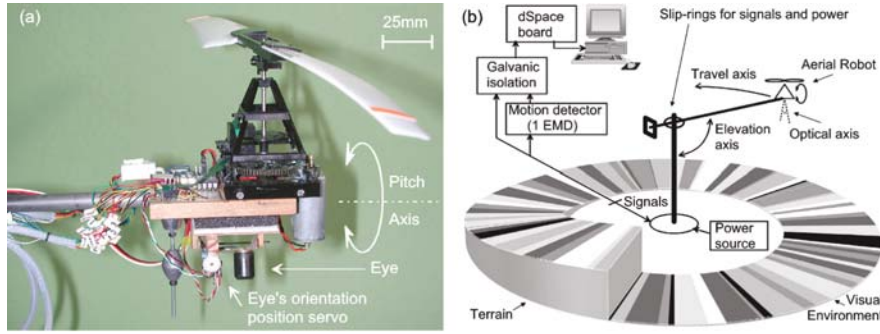 (a)
25mm
Pitch
Axis
Eye
Eye's orientation
position servo
(b)
Slip-rings for signals and power
dSpace
board
Galvanic
isolation
Travel axis
Aerial Robot
Motion detector
(1 EMD)
Optical axis
Elevation
axis
Signals
Power
source
Terrain
Visual
Environment